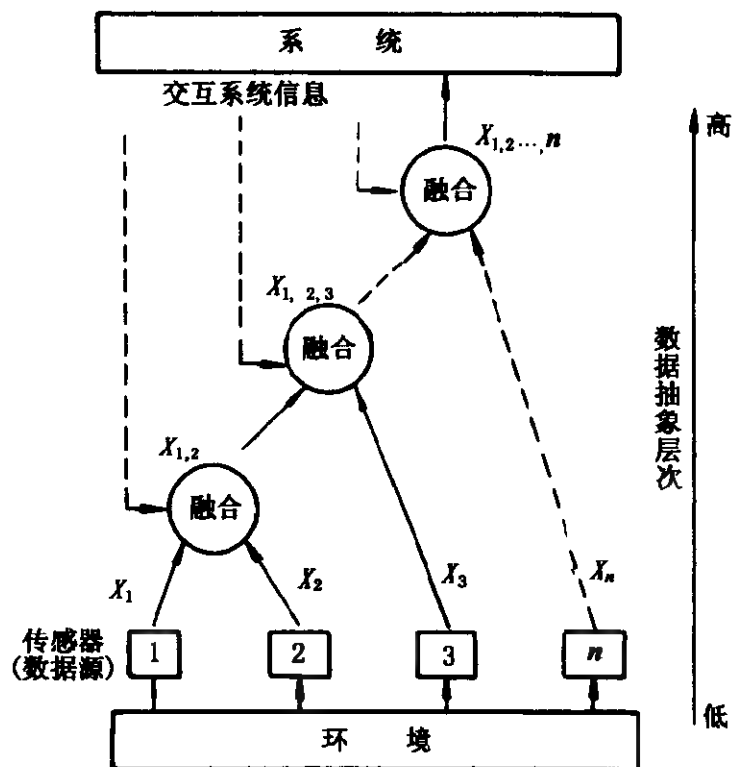 系 统
交互系统信息
高
X1,2…,n
融合
X1, 2,3
融合
数据抽象层次
X1,2
融合
X1
X2
X3
Xn
传感器
(数据源)
1
2
3
n
低
环 境